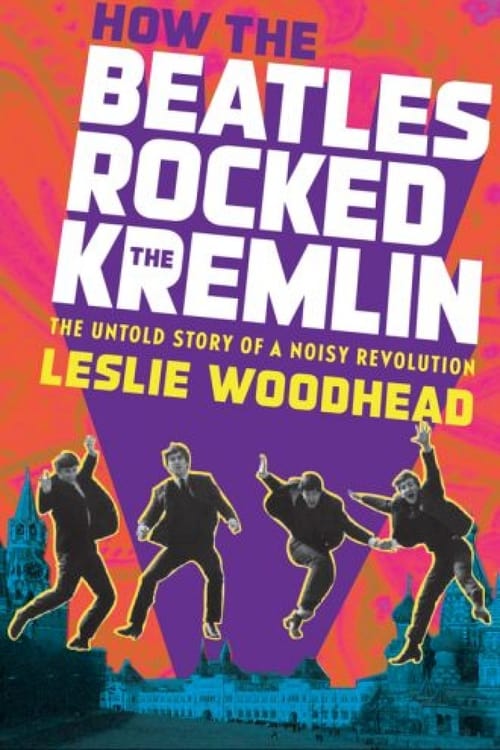 HOW THE
BEATLES
ROCKED
THE
KREMLIN
THE UNTOLD STORY OF A NOISY REVOLUTION
LESLIE WOODHEAD